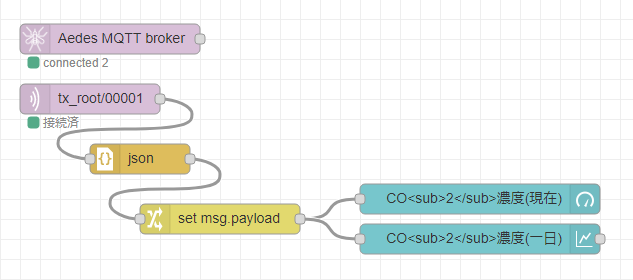 Aedes MQTT broker
connected 2
tx_root/00001
接続済
json
set msg.payload
CO<sub>2</sub>濃度(現在)
CO<sub>2</sub>濃度(一日)